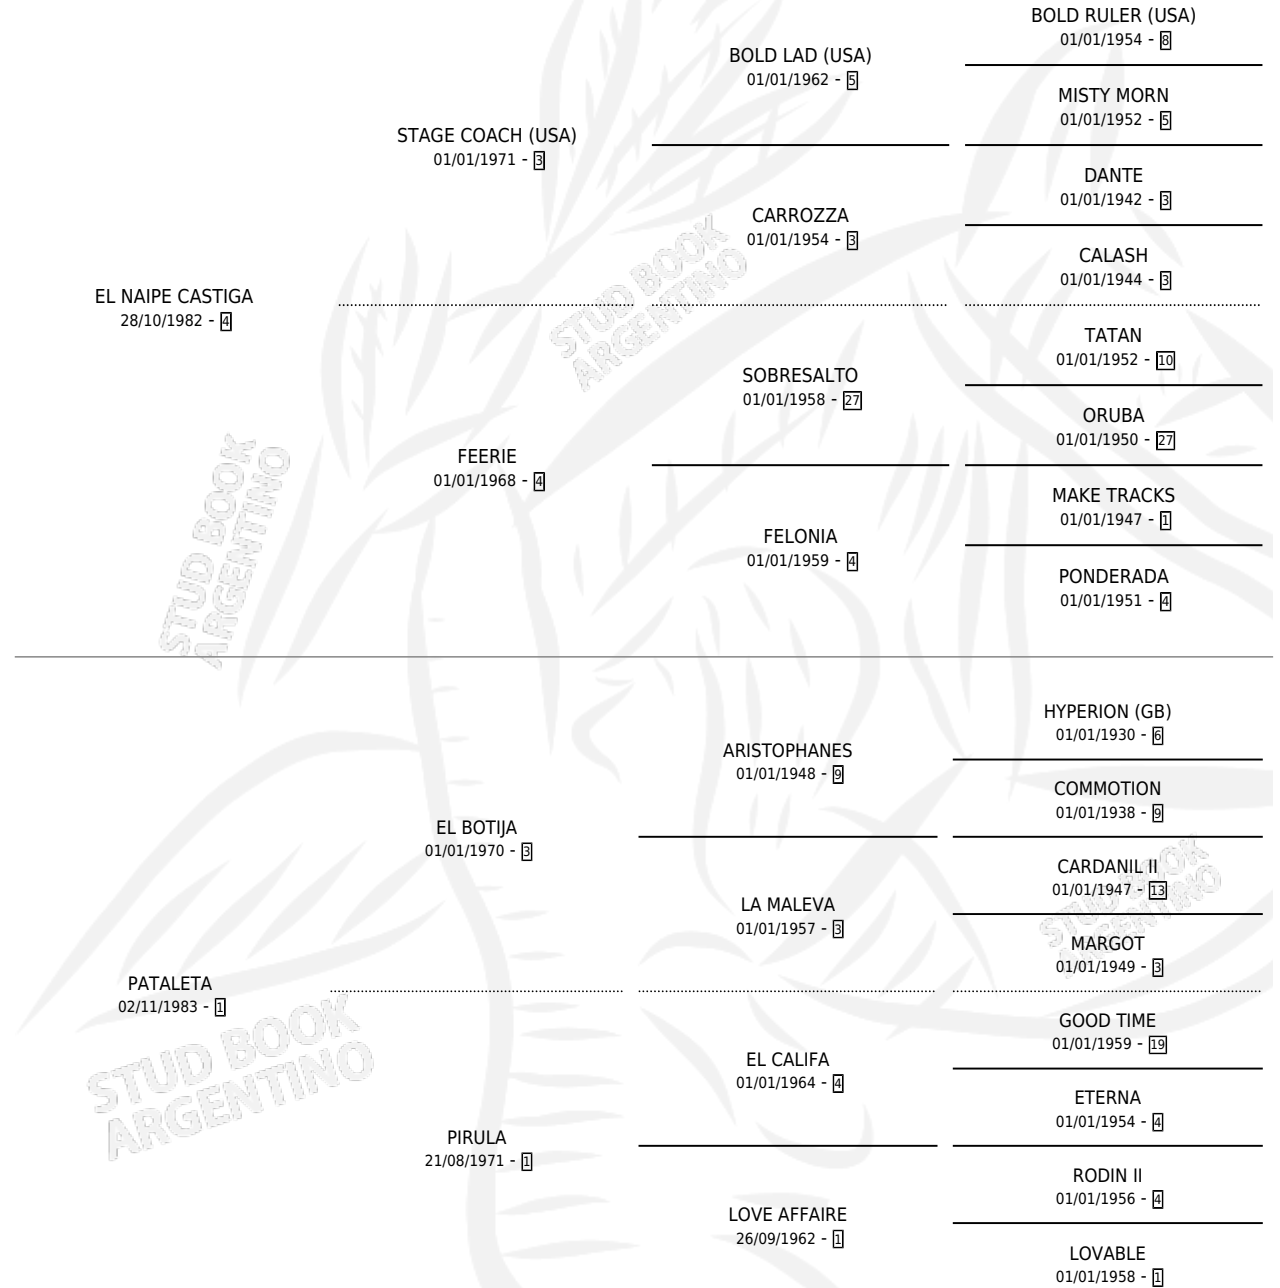 BOLD RULER (USA)
01/01/1954 - 8
BOLD LAD (USA)
01/01/1962 - 5
MISTY MORN
01/01/1952 - 5
STAGE COACH (USA)
01/01/1971 - 3
DANTE
01/01/1942 - 3
CARROZZA
01/01/1954 - 3
CALASH
01/01/1944 - 3
EL NAIPE CASTIGA
28/10/1982 - 4
STUD BOOK
ARGENTINO
TATAN
01/01/1952 - 10
SOBRESALTO
01/01/1958 - 27
ORUBA
01/01/1950 - 27
FEERIE
01/01/1968 - 4
MAKE TRACKS
01/01/1947 - 1
FELONIA
01/01/1959 - 4
PONDERADA
01/01/1951 - 4
STUD BOOK
ARGENTINO
HYPERION (GB)
01/01/1930 - 6
ARISTOPHANES
01/01/1948 - 9
COMMOTION
01/01/1938 - 9
EL BOTIJA
01/01/1970 - 3
CARDANIL II
01/01/1947 - 13
LA MALEVA
01/01/1957 - 3
MARGOT
01/01/1949 - 3
STUD BOOK
ARGENTINO
PATALETA
02/11/1983 - 1
GOOD TIME
01/01/1959 - 19
EL CALIFA
01/01/1964 - 4
ETERNA
01/01/1954 - 4
STUD BOOK
ARGENTINO
PIRULA
21/08/1971 - 1
RODIN II
01/01/1956 - 4
LOVE AFFAIRE
26/09/1962 - 1
LOVABLE
01/01/1958 - 1